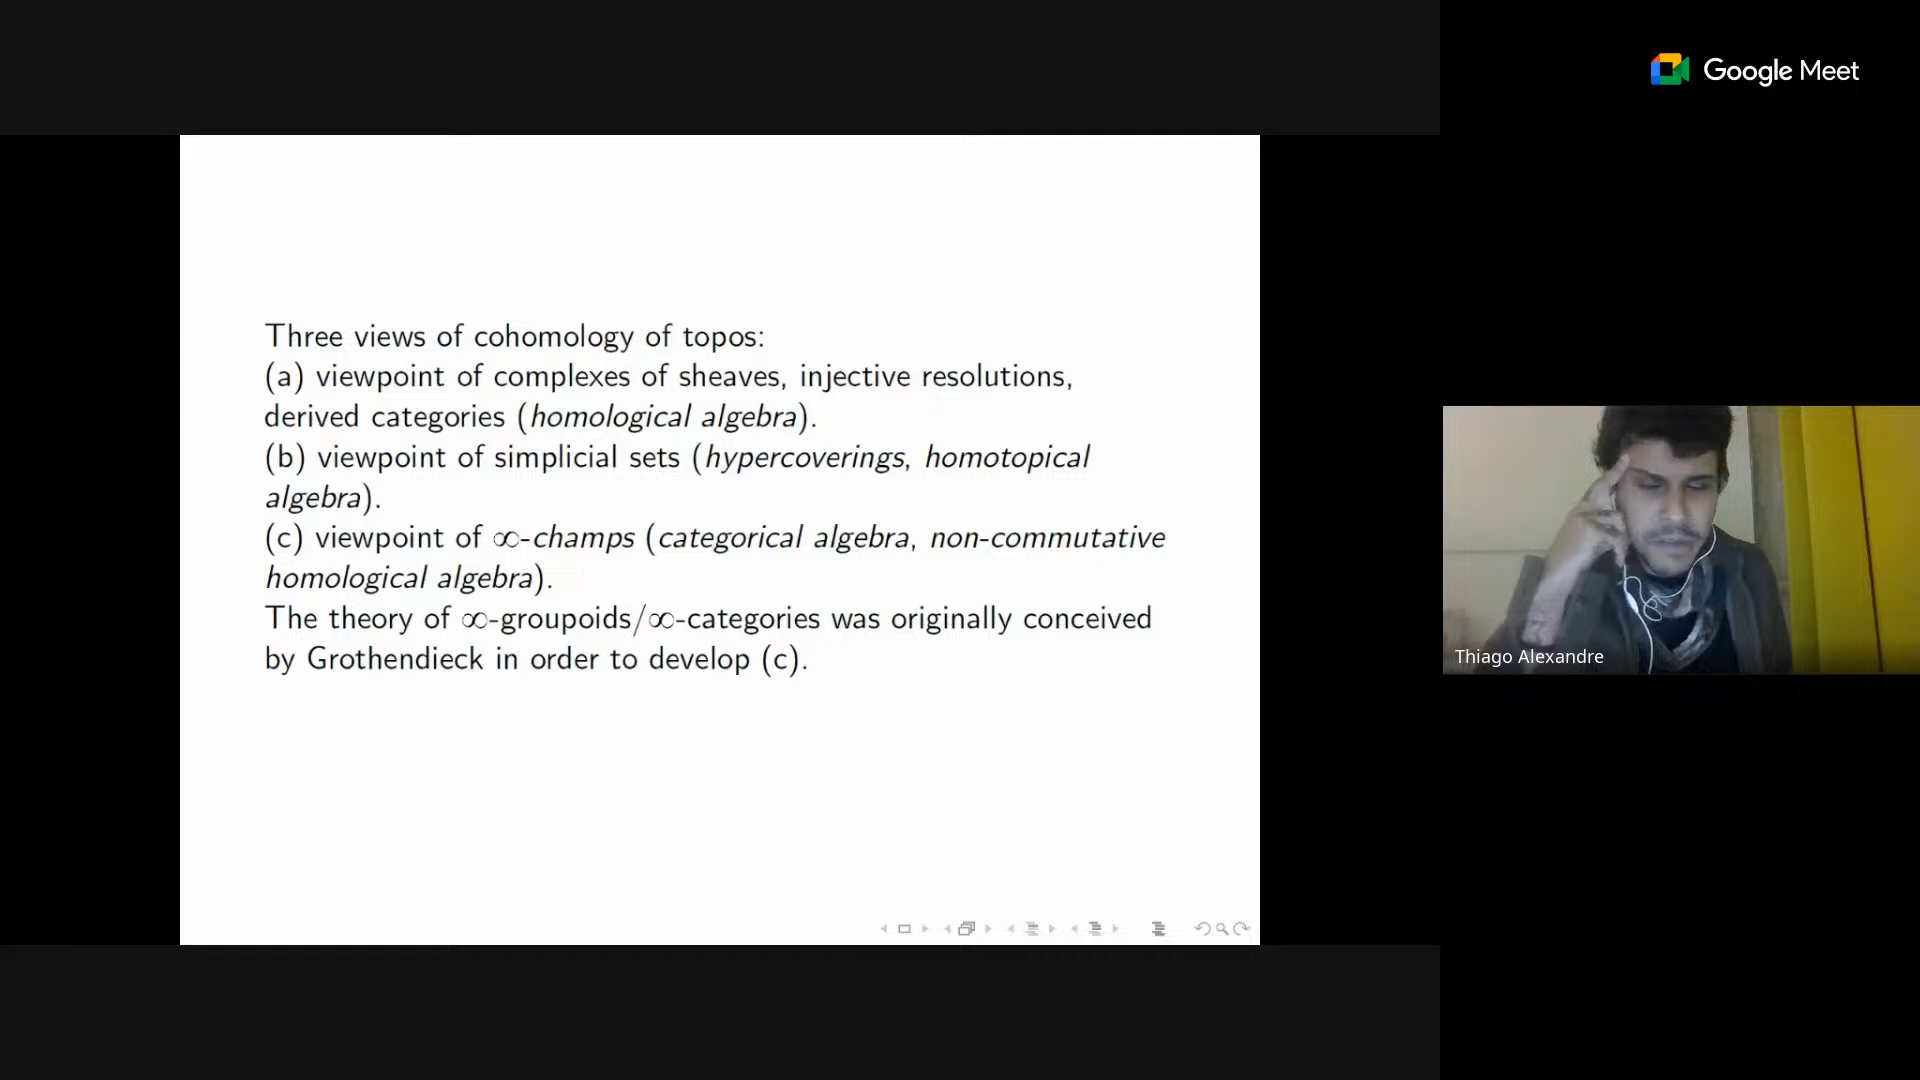 Google Meet
Three views of cohomology of topos:
(a) viewpoint of complexes of sheaves, injective resolutions,
derived categories (homological algebra).
(b) viewpoint of simplicial sets (hypercoverings, homotopical
algebra).
(c) viewpoint of ∞-champs (categorical algebra, non-commutative
homological algebra).
The theory of ∞-groupoids/∞-categories was originally conceived
by Grothendieck in order to develop (c).
Thiago Alexandre